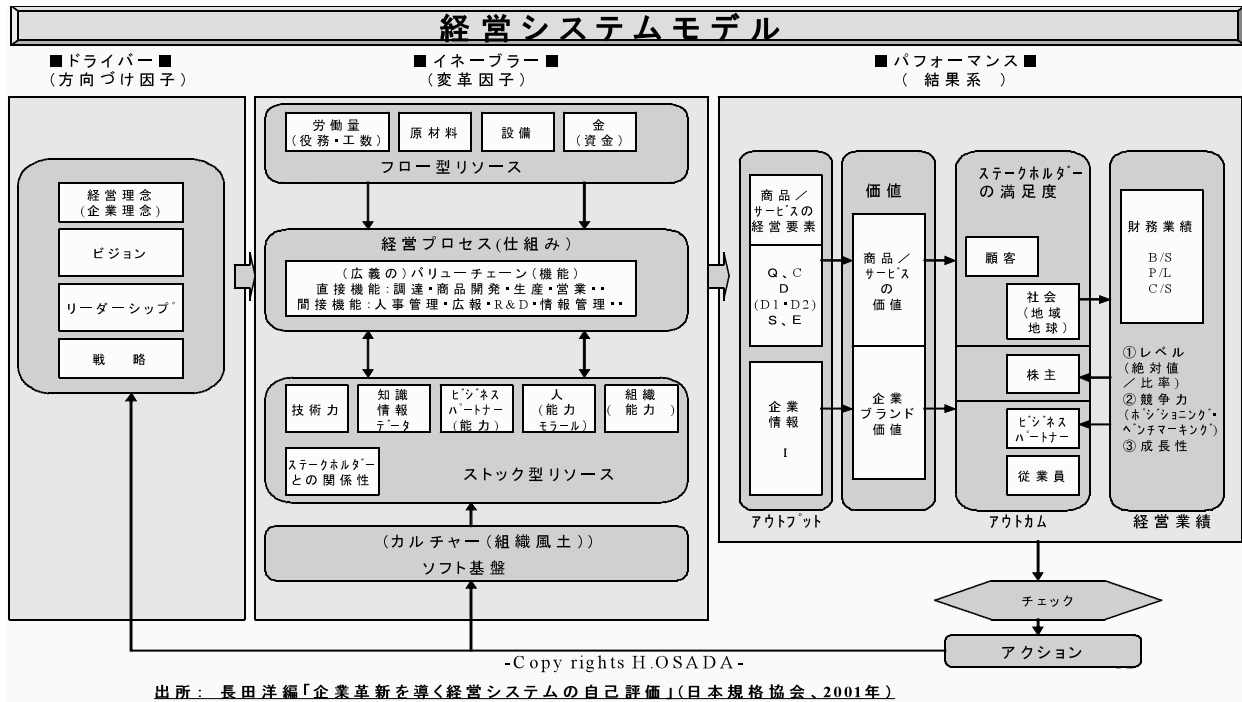 経営システムモデル
■ドライバー■
(方向づけ因子)
経営理念
(企業理念)
ビジョン
リーダーシップ
戦　略
■イネーブラー■
(変革因子)
労働量
(役務・工数)
原材料
設備
金
(資金)
フロー型リソース
経営プロセス(仕組み)
(広義の)バリューチェーン(機能)
直接機能:調達・商品開発・生産・営業・・
間接機能:人事管理・広報・R&D・情報管理・・
技術力
知識
情報
データ
ビジネス
パートナー
(能力)
人
(能力
モラール)
組織
(能力)
ステークホルダー
との関係性
ストック型リソース
(カルチャー(組織風土))
ソフト基盤
■パフォーマンス■
(結果系)
商品／
サービスの
経営要素
Q、C
D
(D1・D2)
S、E
企業
情報
I
アウトプット
価値
商品／
サービス
の
価値
企業
ブランド
価値
ステークホルダー
の満足度
顧客
社会
(地域
地球)
株主
ビジネス
パートナー
従業員
アウトカム
財務業績
B/S
P/L
C/S
①レベル
(絶対値
／比率)
②競争力
(ポジショニング・
ベンチマーキング)
③成長性
経営業績
チェック
アクション
-Copy rights H.OSADA-
出所： 長田洋編「企業革新を導く経営システムの自己評価」(日本規格協会、2001年)